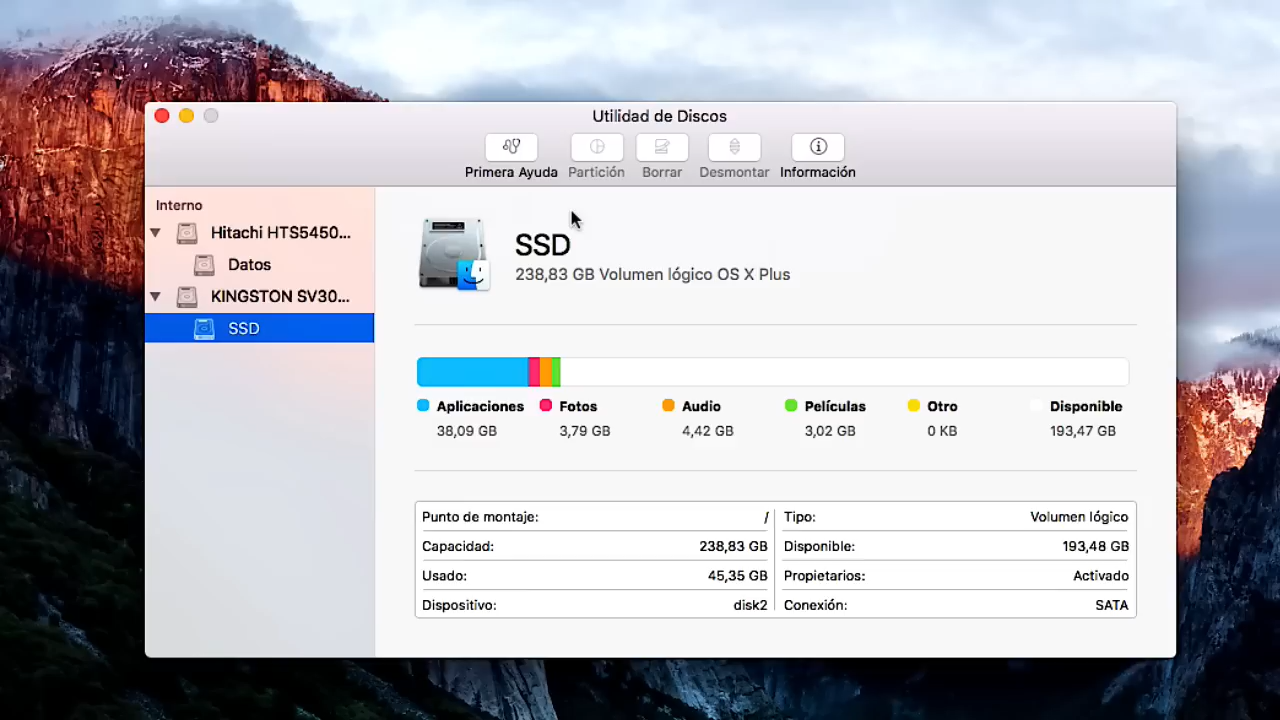 Utilidad de Discos
Primera Ayuda Partición Borrar Desmontar Información
Interno
Hitachi HTS5450...
Datos
KINGSTON SV30...
SSD
SSD
238,83 GB Volumen lógico OS X Plus
Aplicaciones Fotos Audio Películas Otro Disponible
38,09 GB 3,79 GB 4,42 GB 3,02 GB 0 KB 193,47 GB
Punto de montaje: / Tipo: Volumen lógico
Capacidad: 238,83 GB Disponible: 193,48 GB
Usado: 45,35 GB Propietarios: Activado
Dispositivo: disk2 Conexión: SATA